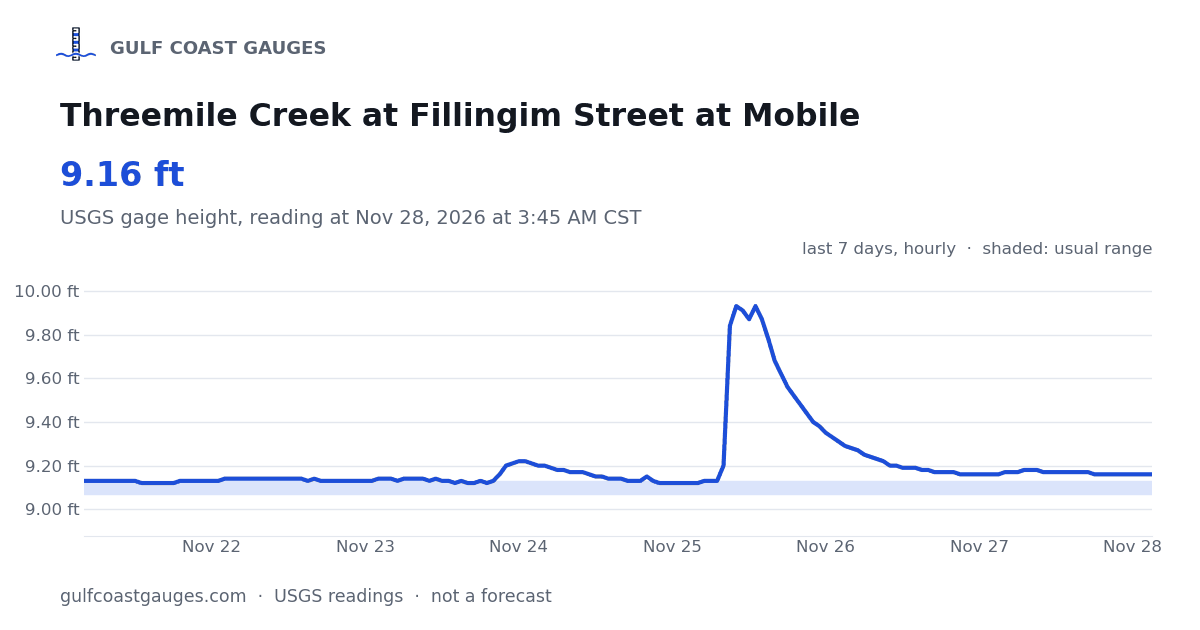 GULF COAST GAUGES
Threemile Creek at Fillingim Street at Mobile
9.16 ft
USGS gage height, reading at Nov 28, 2026 at 3:45 AM CST
last 7 days, hourly · shaded: usual range
10.00 ft
9.80 ft
9.60 ft
9.40 ft
9.20 ft
9.00 ft
Nov 22 Nov 23 Nov 24 Nov 25 Nov 26 Nov 27 Nov 28
gulfcoastgauges.com · USGS readings · not a forecast